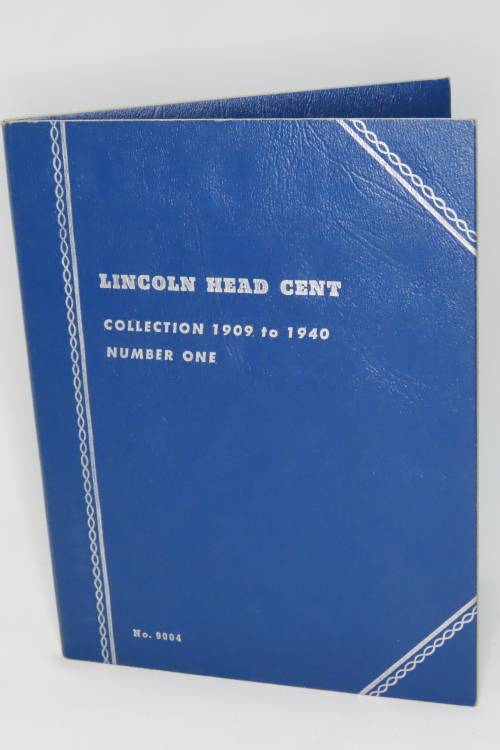 LINCOLN HEAD CENT
COLLECTION 1909 to 1940
NUMBER ONE
No. 9004